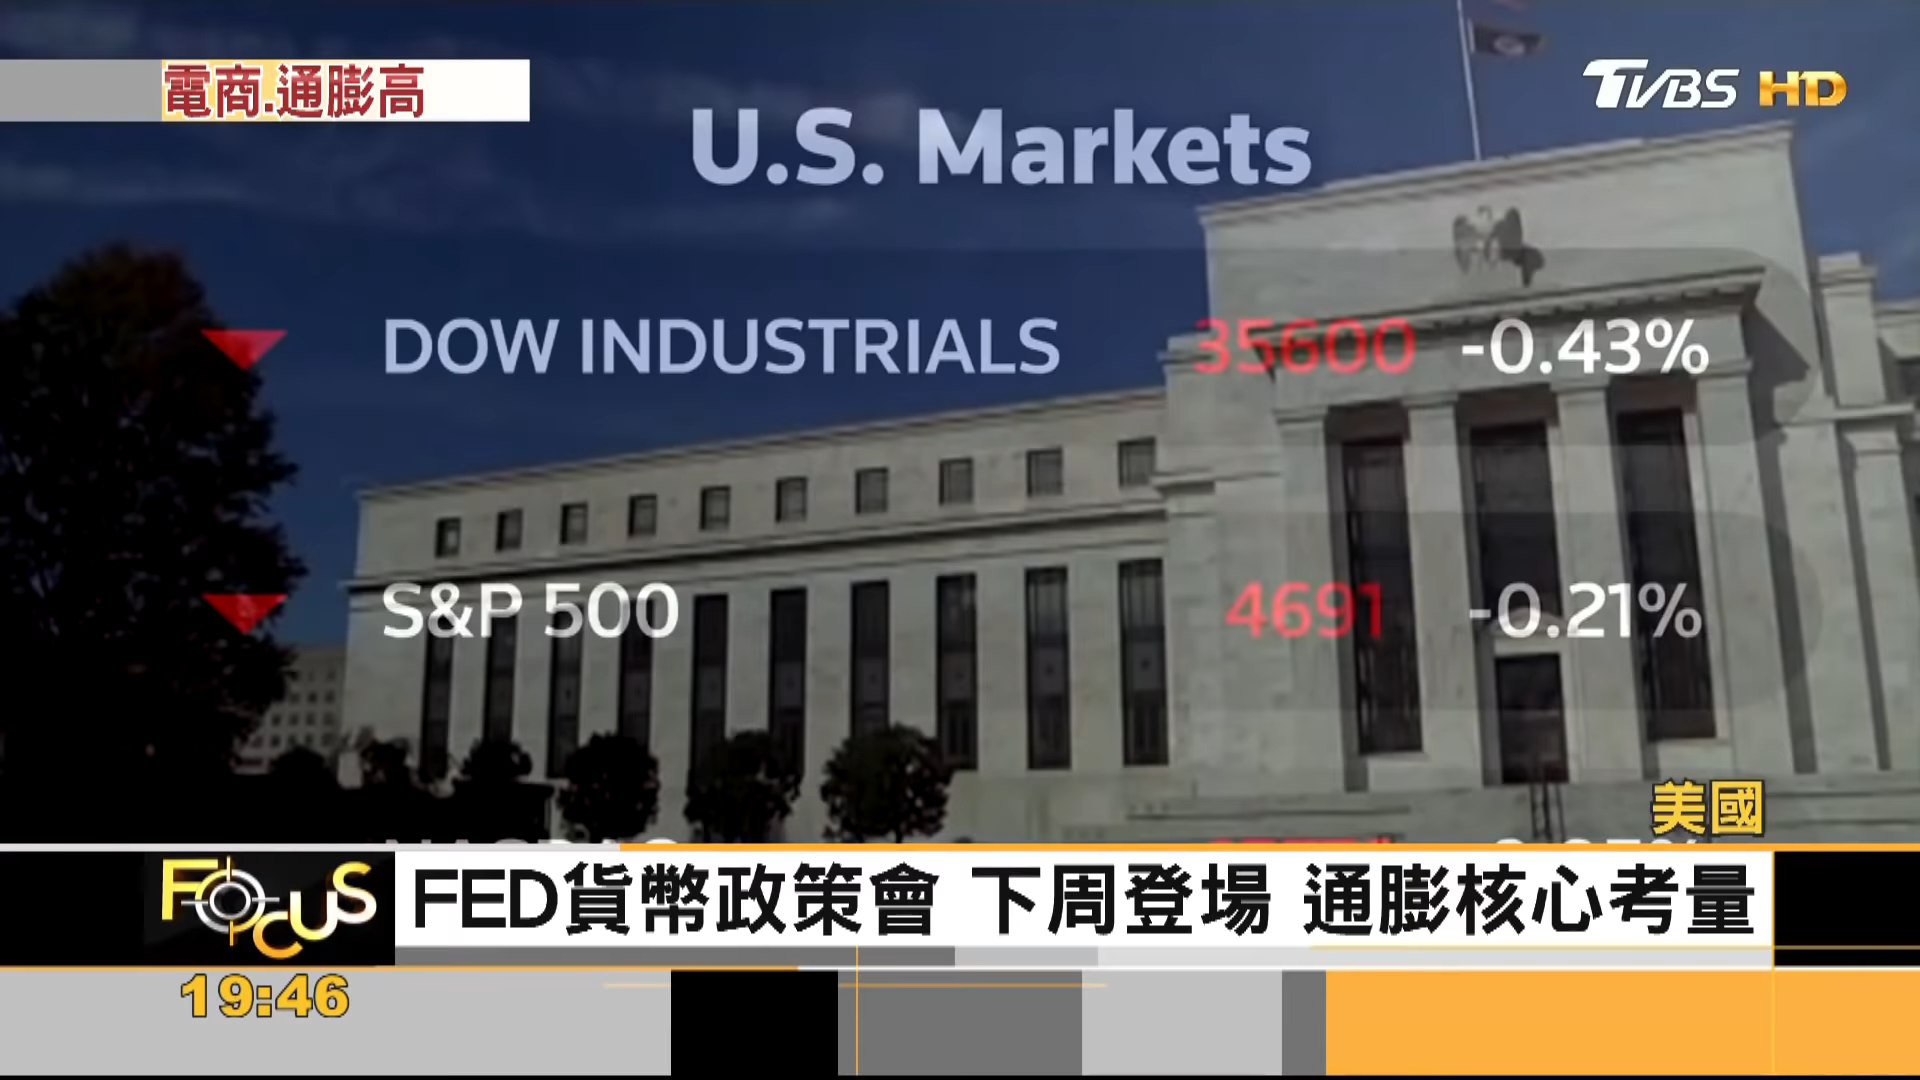 電商.通膨高
TVBS HD
U.S. Markets
DOW INDUSTRIALS 35600 -0.43%
S&P 500 4691 -0.21%
美國
FOCUS
FED貨幣政策會 下周登場 通膨核心考量
19:46